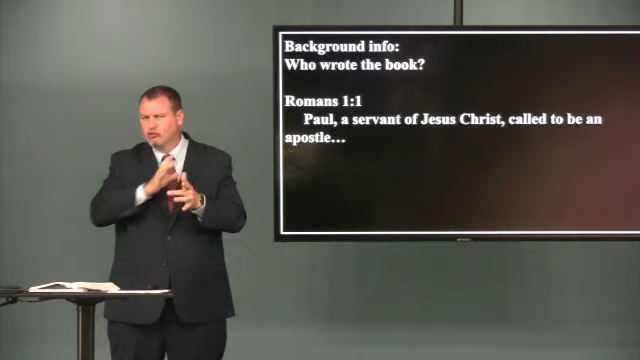 Background info:
Who wrote the book?
Romans 1:1
Paul, a servant of Jesus Christ, called to be an
apostle…